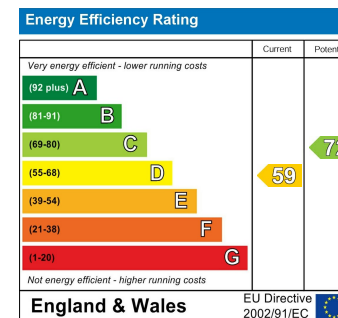 Energy Efficiency Rating
Current Potent
Very energy efficient - lower running costs
(92 plus) A
(81-91) B
(69-80) C
(55-68) D
59
(39-54) E
(21-38) F
(1-20) G
Not energy efficient - higher running costs
England & Wales
EU Directive
2002/91/EC